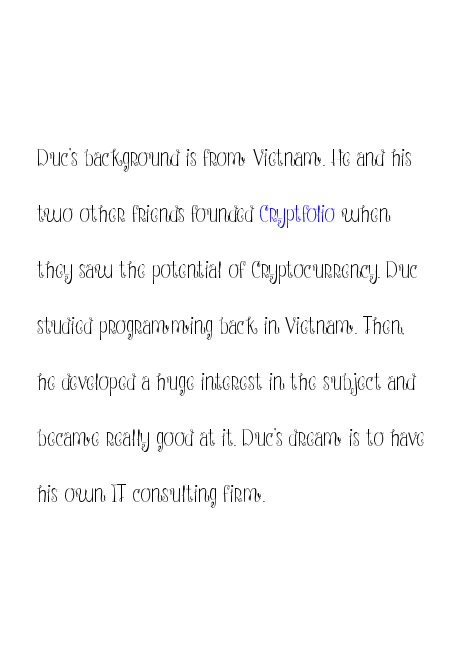 Duc's background is from Vietnam. He and his
two other friends founded Cryptfolio when
they saw the potential of Cryptocurrency. Duc
studied programming back in Vietnam. Then,
he developed a huge interest in the subject and
became really good at it. Duc's dream is to have
his own IT consulting firm.